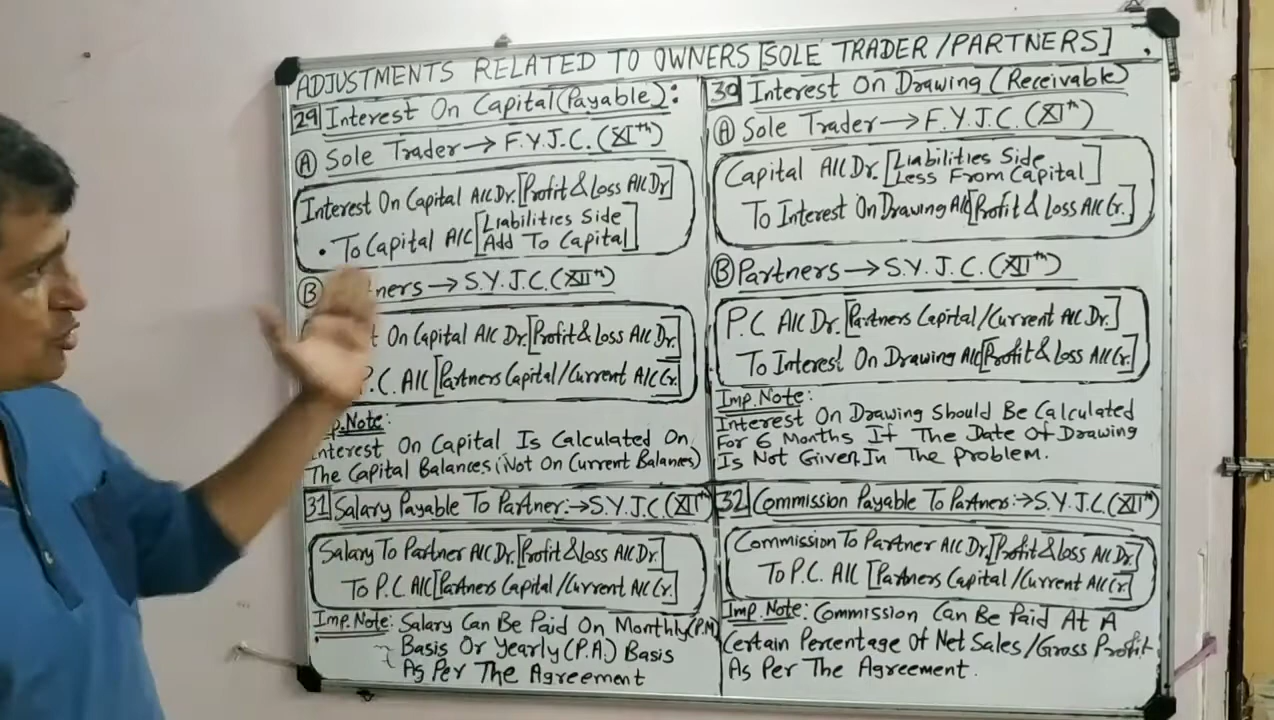 ADJUSTMENTS RELATED TO OWNERS [SOLE TRADER/PARTNERS]
29 Interest On Capital (Payable):
A Sole Trader → F.Y.J.C. (XIth)
Interest On Capital A/C Dr. [Profit & Loss A/C Dr]
To Capital A/C [Liabilities Side
Add To Capital]
B → S.Y.J.C. (XIIth)
On Capital A/C Dr. [Profit & Loss A/C Dr.]
P.C. A/C [Partners Capital/Current A/C Cr.]
Note:
Interest On Capital Is Calculated On
The Capital Balances (Not On Current Balances)
30 Interest On Drawing (Receivable)
A Sole Trader → F.Y.J.C. (XIth)
Capital A/C Dr. [Liabilities Side
Less From Capital]
To Interest On Drawing A/C [Profit & Loss A/C Cr.]
B Partners → S.Y.J.C. (XIIth)
P.C A/C Dr. [Partners Capital/Current A/C Dr.]
To Interest On Drawing A/C [Profit & Loss A/C Cr.]
Imp. Note:
Interest On Drawing Should Be Calculated
For 6 Months If The Date Of Drawing
Is Not Given In The Problem.
31 Salary Payable To Partner:→ S.Y.J.C. (XIIth)
Salary To Partner A/C Dr. [Profit & Loss A/C Dr.]
To P.C. A/C [Partners Capital/Current A/C Cr.]
Imp. Note: Salary Can Be Paid On Monthly (P.M)
Basis Or Yearly (P.A.) Basis
As Per The Agreement
32 Commission Payable To Partners:→ S.Y.J.C. (XIIth)
Commission To Partner A/C Dr. [Profit & Loss A/C Dr.]
To P.C. A/C [Partners Capital/Current A/C Cr.]
Imp. Note: Commission Can Be Paid At A
Certain Percentage Of Net Sales/Gross Profit
As Per The Agreement.